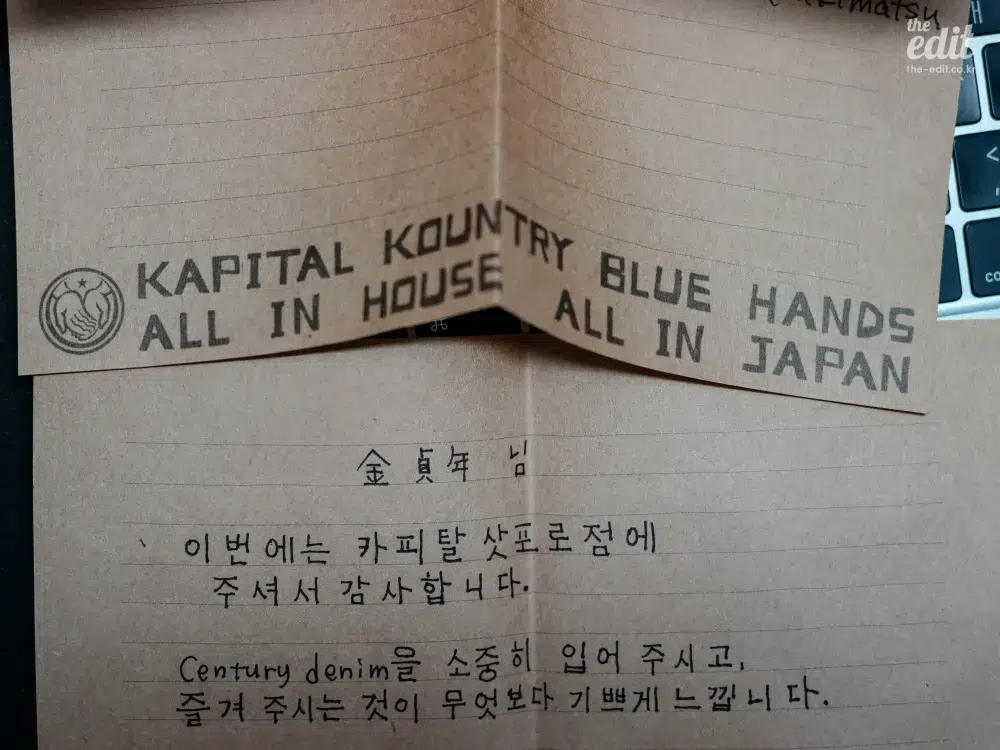 the
edit
the-edit.co.kr
KAPITAL KOUNTRY BLUE HANDS
ALL IN HOUSE ALL IN JAPAN
金貞年 님
이번에는 카피탈 삿포로점에
주셔서 감사합니다.
Century denim을 소중히 입어 주시고,
즐겨 주시는 것이 무엇보다 기쁘게 느낍니다.